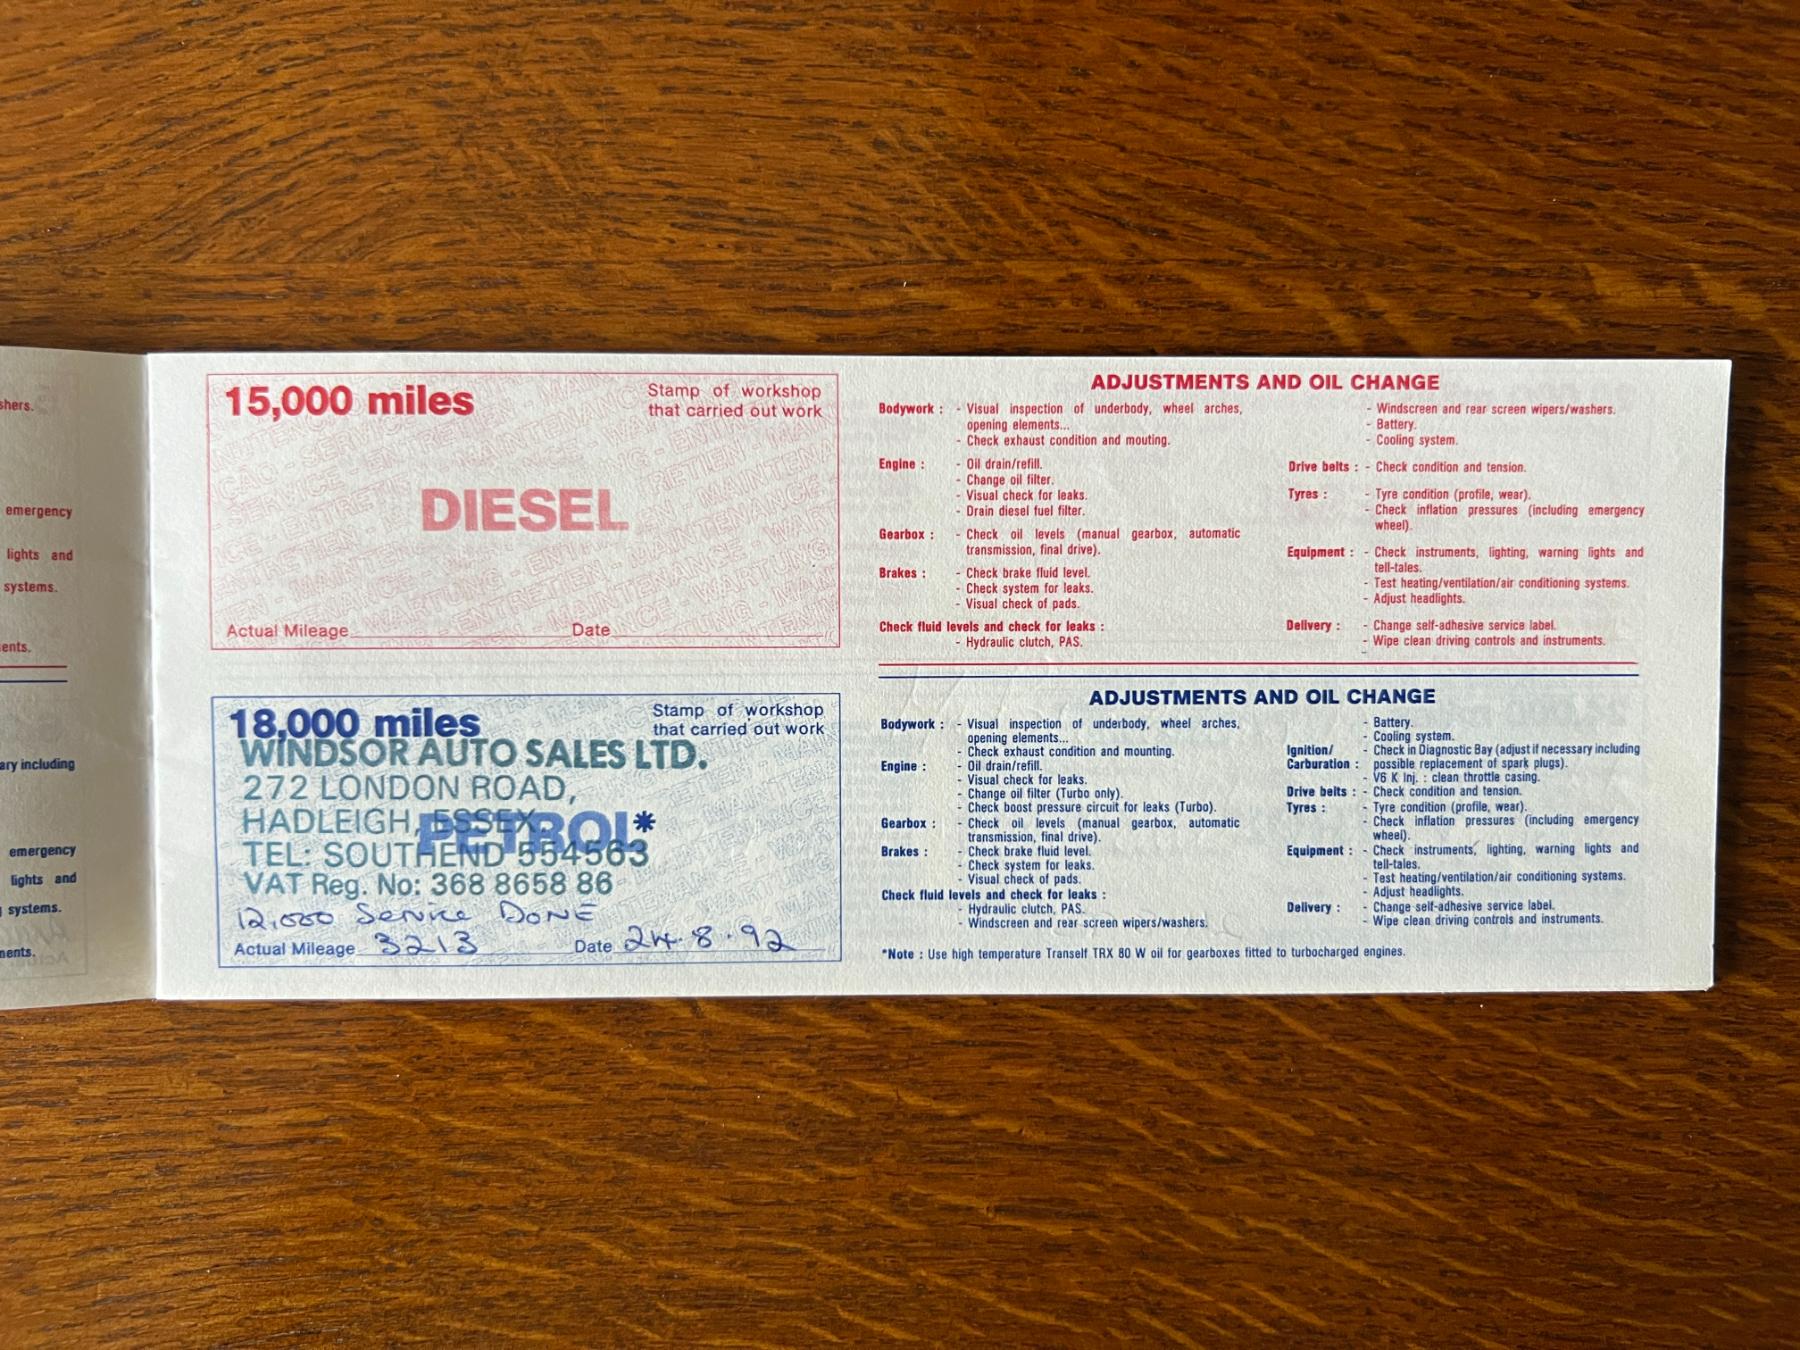 shers.
emergency
lights and
systems.
ents.
ary including
emergency
lights and
systems.
ments.
15,000 miles
Stamp of workshop
that carried out work
DIESEL
Actual Mileage
Date
18,000 miles
Stamp of workshop
that carried out work
WINDSOR AUTO SALES LTD.
272 LONDON ROAD,
HADLEIGH, ESSEX.
PETROL*
TEL: SOUTHEND 554563
VAT Reg. No: 368 8658 86
12,000 Service DONE
Actual Mileage 3213 Date 24.8.92
ADJUSTMENTS AND OIL CHANGE
Bodywork : - Visual inspection of underbody, wheel arches,
opening elements...
- Check exhaust condition and mouting.
Engine : - Oil drain/refill.
- Change oil filter.
- Visual check for leaks.
- Drain diesel fuel filter.
Gearbox : - Check oil levels (manual gearbox, automatic
transmission, final drive).
Brakes : - Check brake fluid level.
- Check system for leaks.
- Visual check of pads.
Check fluid levels and check for leaks :
- Hydraulic clutch, PAS.
- Windscreen and rear screen wipers/washers.
- Battery.
- Cooling system.
Drive belts : - Check condition and tension.
Tyres : - Tyre condition (profile, wear).
- Check inflation pressures (including emergency
wheel).
Equipment : - Check instruments, lighting, warning lights and
tell-tales.
- Test heating/ventilation/air conditioning systems.
- Adjust headlights.
Delivery : - Change self-adhesive service label.
- Wipe clean driving controls and instruments.
ADJUSTMENTS AND OIL CHANGE
Bodywork : - Visual inspection of underbody, wheel arches,
opening elements...
- Check exhaust condition and mounting.
Engine : - Oil drain/refill.
- Visual check for leaks.
- Change oil filter (Turbo only).
- Check boost pressure circuit for leaks (Turbo).
Gearbox : - Check oil levels (manual gearbox, automatic
transmission, final drive).
Brakes : - Check brake fluid level.
- Check system for leaks.
- Visual check of pads.
Check fluid levels and check for leaks :
- Hydraulic clutch, PAS.
- Windscreen and rear screen wipers/washers.
- Battery.
- Cooling system.
Ignition/ - Check in Diagnostic Bay (adjust if necessary including
Carburation : possible replacement of spark plugs).
- V6 K Inj. : clean throttle casing.
Drive belts : - Check condition and tension.
Tyres : - Tyre condition (profile, wear).
- Check inflation pressures (including emergency
wheel).
Equipment : - Check instruments, lighting, warning lights and
tell-tales.
- Test heating/ventilation/air conditioning systems.
- Adjust headlights.
Delivery : - Change self-adhesive service label.
- Wipe clean driving controls and instruments.
*Note : Use high temperature Tranself TRX 80 W oil for gearboxes fitted to turbocharged engines.